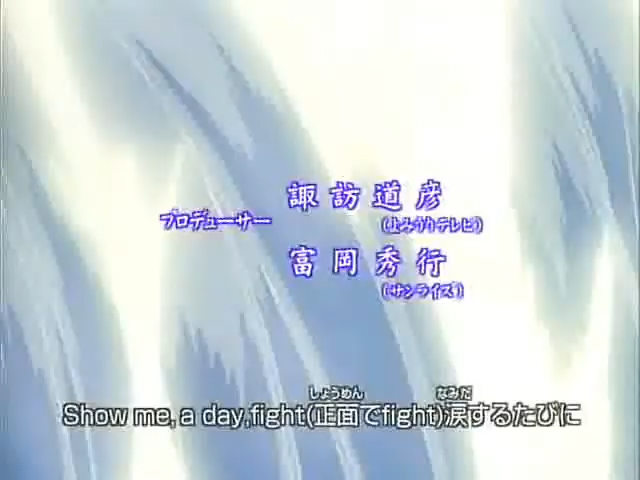 諏訪道彦
プロデューサー
(よみうりテレビ)
富岡秀行
(サンライズ)
しょうめん なみだ
Show me, a day,fight(正面でfight)涙するたびに